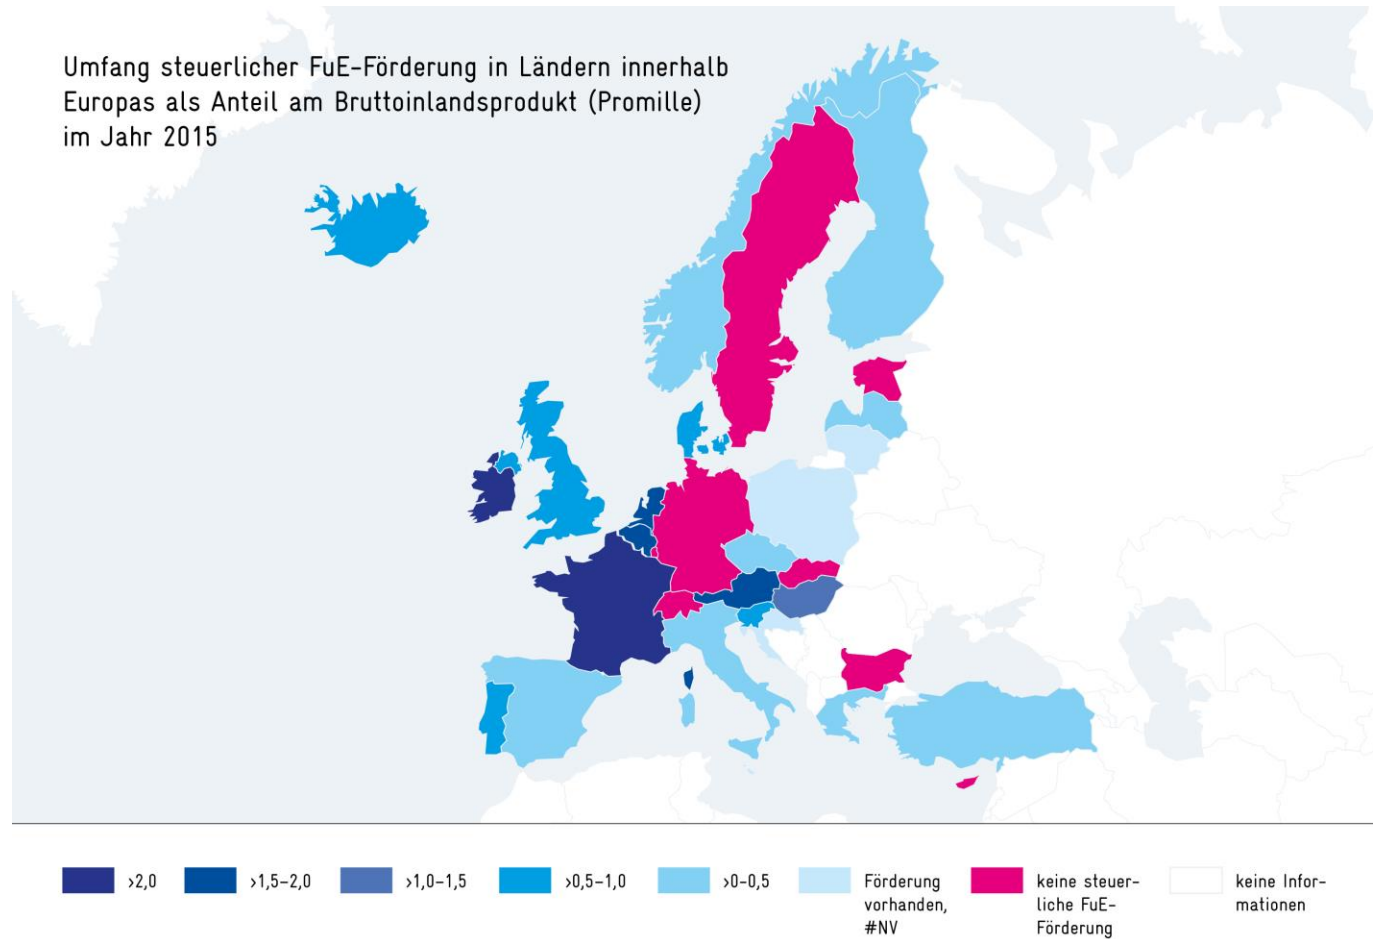 Umfang steuerlicher FuE-Förderung in Ländern innerhalb
Europas als Anteil am Bruttoinlandsprodukt (Promille)
im Jahr 2015
>2,0
>1,5–2,0
>1,0–1,5
>0,5–1,0
>0–0,5
Förderung
vorhanden,
#NV
keine steuer-
liche FuE-
Förderung
keine Infor-
mationen